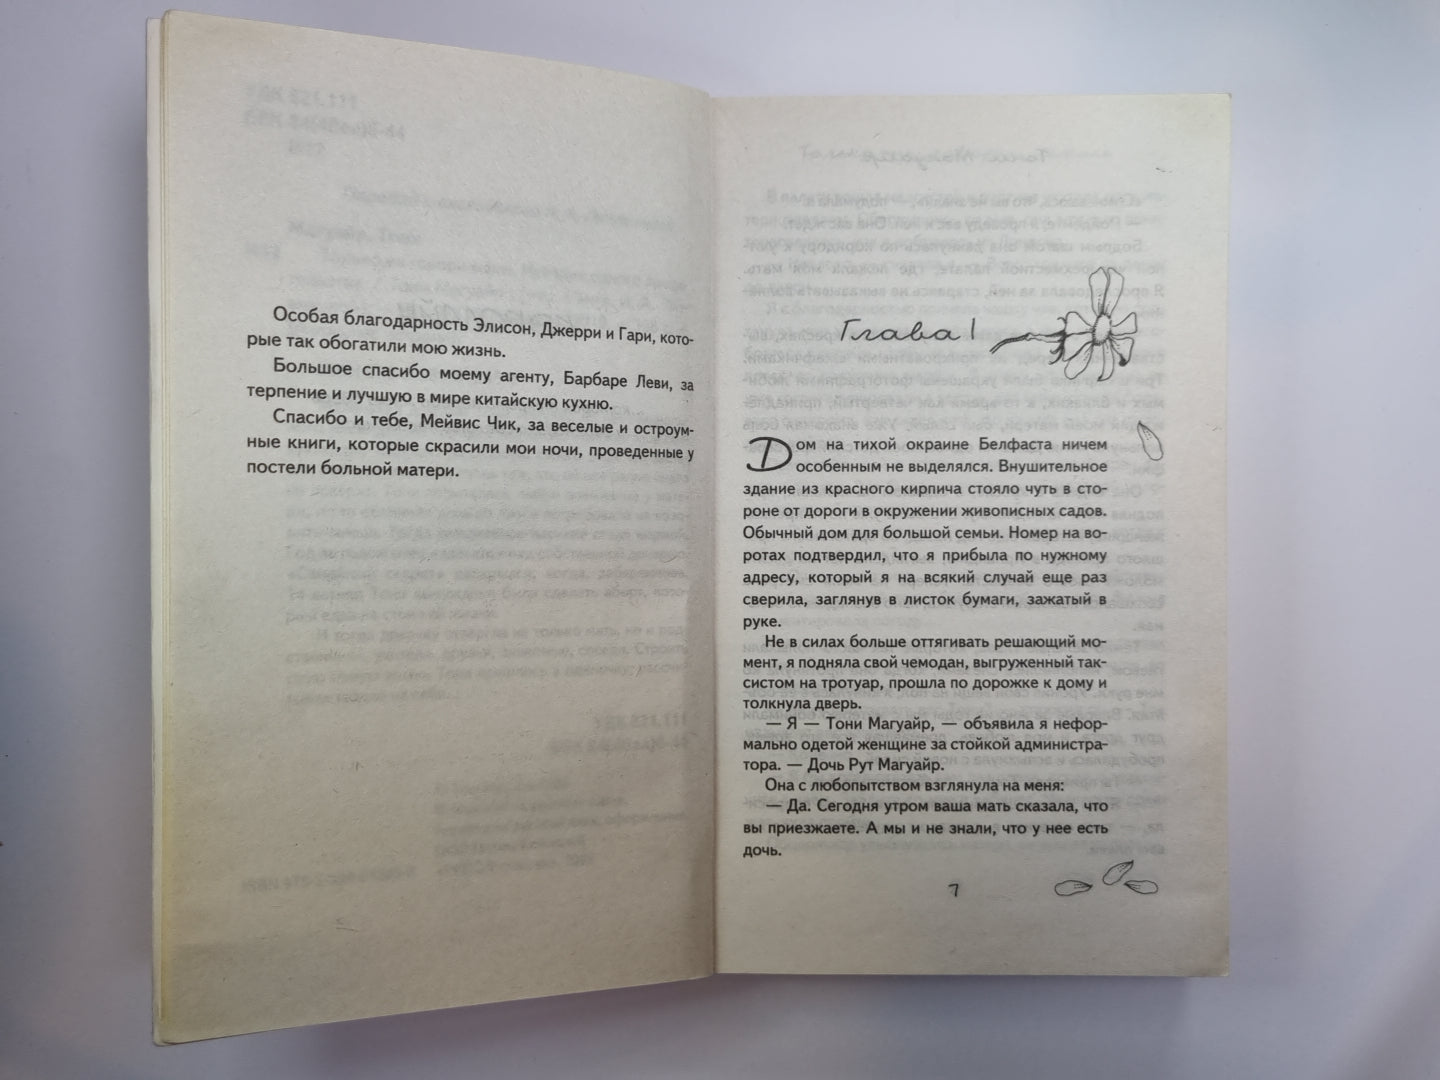 Особая благодарность Элисон, Джерри и Гари, кото-
рые так обогатили мою жизнь.
Большое спасибо моему агенту, Барбаре Леви, за
терпение и лучшую в мире китайскую кухню.
Спасибо и тебе, Мейвис Чик, за веселые и остроум-
ные книги, которые скрасили мои ночи, проведенные у
постели больной матери.
Глава 1
Дом на тихой окраине Белфаста ничем
особенным не выделялся. Внушительное
здание из красного кирпича стояло чуть в сто-
роне от дороги в окружении живописных садов.
Обычный дом для большой семьи. Номер на во-
ротах подтвердил, что я прибыла по нужному
адресу, который я на всякий случай еще раз
сверила, заглянув в листок бумаги, зажатый в
руке.
Не в силах больше оттягивать решающий мо-
мент, я подняла свой чемодан, выгруженный так-
систом на тротуар, прошла по дорожке к дому и
толкнула дверь.
— Я — Тони Магуайр, — объявила я нефор-
мально одетой женщине за стойкой администра-
тора. — Дочь Рут Магуайр.
Она с любопытством взглянула на меня:
— Да. Сегодня утром ваша мать сказала, что
вы приезжаете. А мы и не знали, что у нее есть
дочь.
7